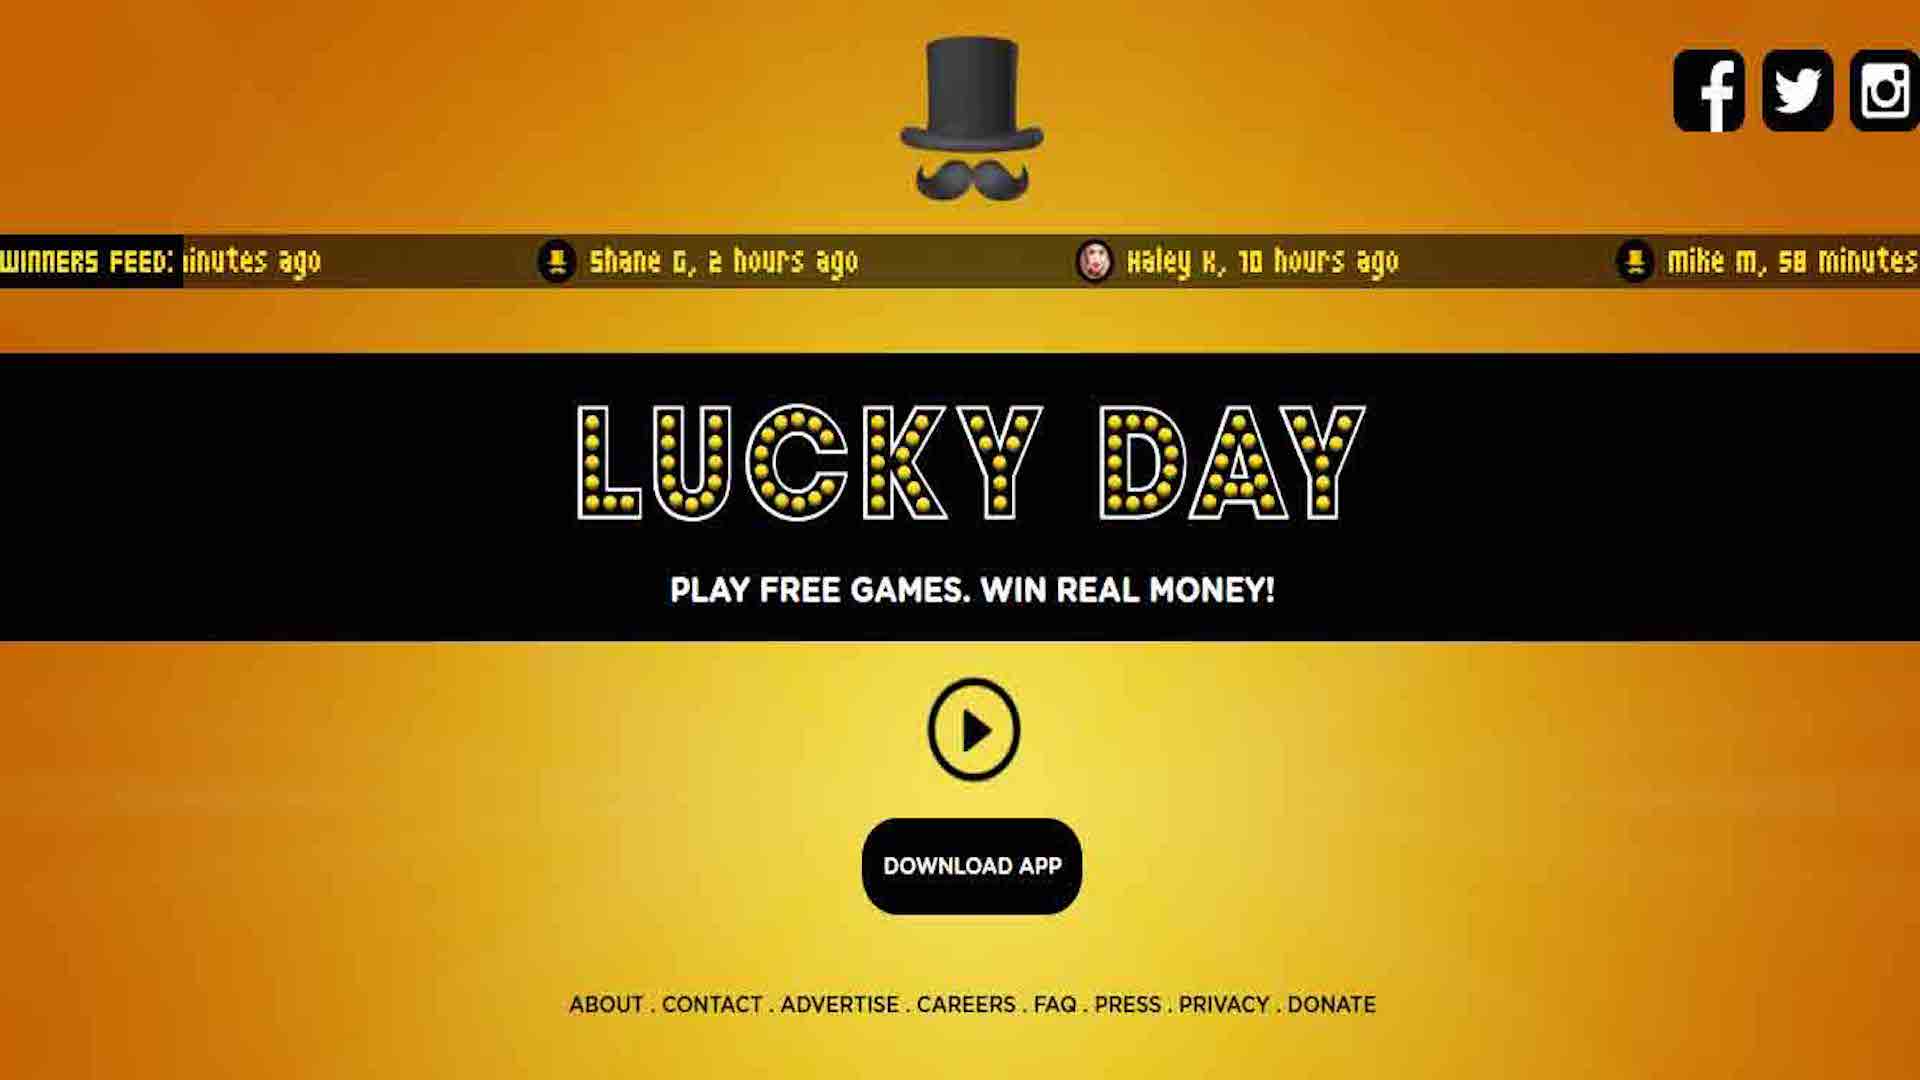 WINNERS FEED: inutes ago
Shane G, 2 hours ago
Haley K, 10 hours ago
Mike M, 58 minutes
LUCKY DAY
PLAY FREE GAMES. WIN REAL MONEY!
DOWNLOAD APP
ABOUT . CONTACT . ADVERTISE . CAREERS . FAQ . PRESS . PRIVACY . DONATE